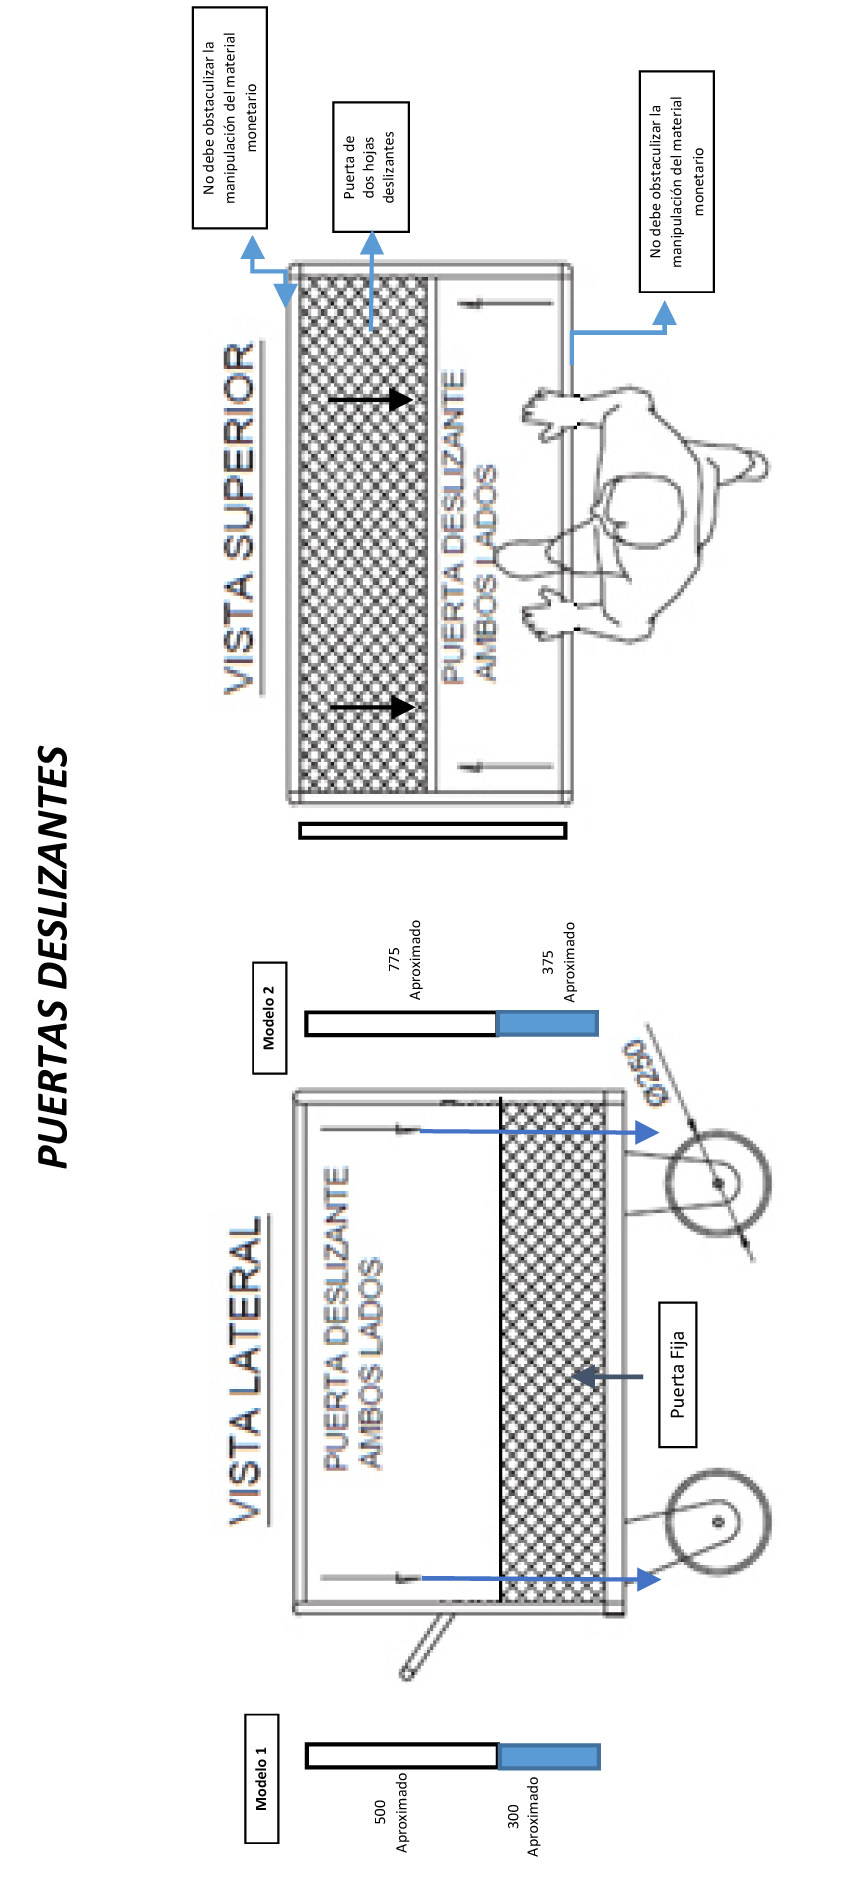 PUERTAS DESLIZANTES
VISTA LATERAL
Modelo 1
500
Aproximado
300
Aproximado
PUERTA DESLIZANTE
AMBOS LADOS
Puerta Fija
Ø250
Modelo 2
775
Aproximado
375
Aproximado
VISTA SUPERIOR
PUERTA DESLIZANTE
AMBOS LADOS
No debe obstaculizar la
manipulación del material
monetario
Puerta de
dos hojas
deslizantes
No debe obstaculizar la
manipulación del material
monetario